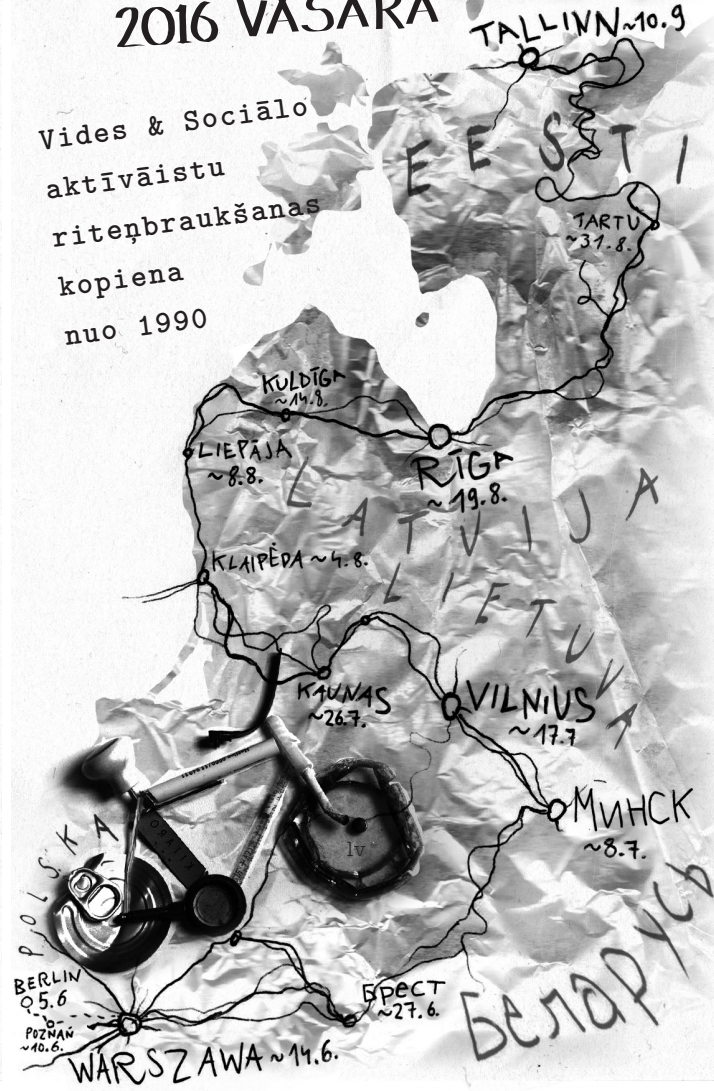 2016 VASARA
TALLINN ~10.9
Vides & Sociālo
aktīvāistu
riteņbraukšanas
kopiena
nuo 1990
EESTI
TARTU
~31.8.
KULDĪGA
~14.8.
LIEPĀJA
~8.8.
RĪGA
~19.8.
LATVIJA
KLAIPĖDA ~4.8.
LIETUVA
KAUNAS
~26.7.
VILNIUS
~17.7
МИНСК
~8.7.
lv
POLSKA
БЕЛАРУСЬ
BERLIN
5.6
POZNAŃ
~10.6.
БРЕСТ
~27.6.
WARSZAWA ~14.6.